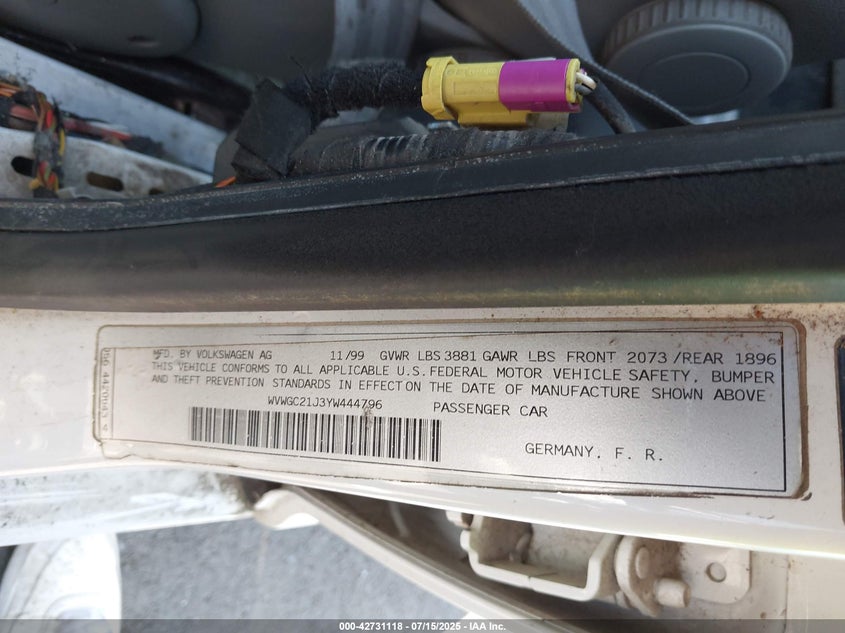 MFD. BY VOLKSWAGEN AG 11/99 GVWR LBS 3881 GAWR LBS FRONT 2073 /REAR 1896
THIS VEHICLE CONFORMS TO ALL APPLICABLE U.S. FEDERAL MOTOR VEHICLE SAFETY, BUMPER
AND THEFT PREVENTION STANDARDS IN EFFECT ON THE DATE OF MANUFACTURE SHOWN ABOVE
WVWGC21J3YW444796 PASSENGER CAR
GERMANY, F. R.
000-42731118 - 07/15/2025 - IAA Inc.